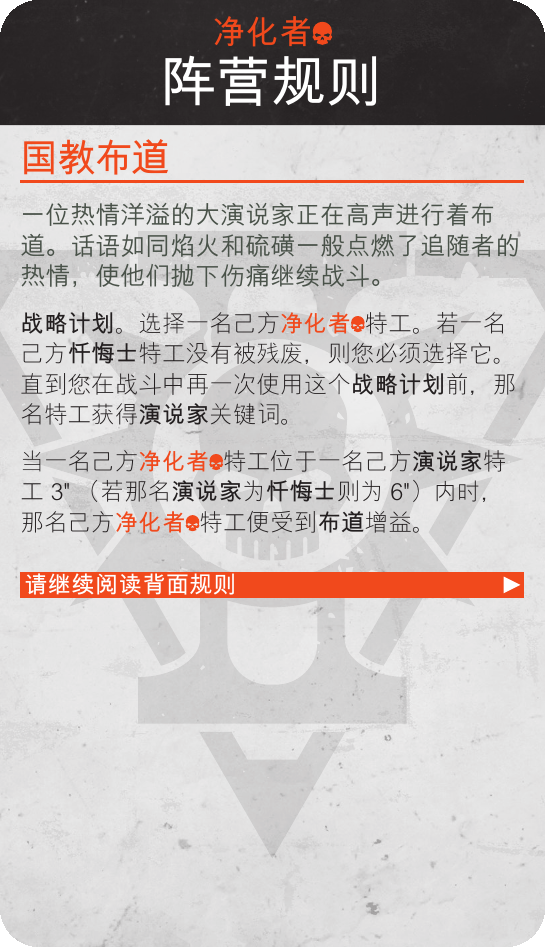 净化者
阵营规则
国教布道
一位热情洋溢的大演说家正在高声进行着布
道。话语如同焰火和硫磺一般点燃了追随者的
热情，使他们抛下伤痛继续战斗。
战略计划。选择一名己方净化者特工。若一名
己方忏悔士特工没有被残废，则您必须选择它。
直到您在战斗中再一次使用这个战略计划前，那
名特工获得演说家关键词。
当一名己方净化者特工位于一名己方演说家特
工 3"（若那名演说家为忏悔士则为 6"）内时，
那名己方净化者特工便受到布道增益。
请继续阅读背面规则